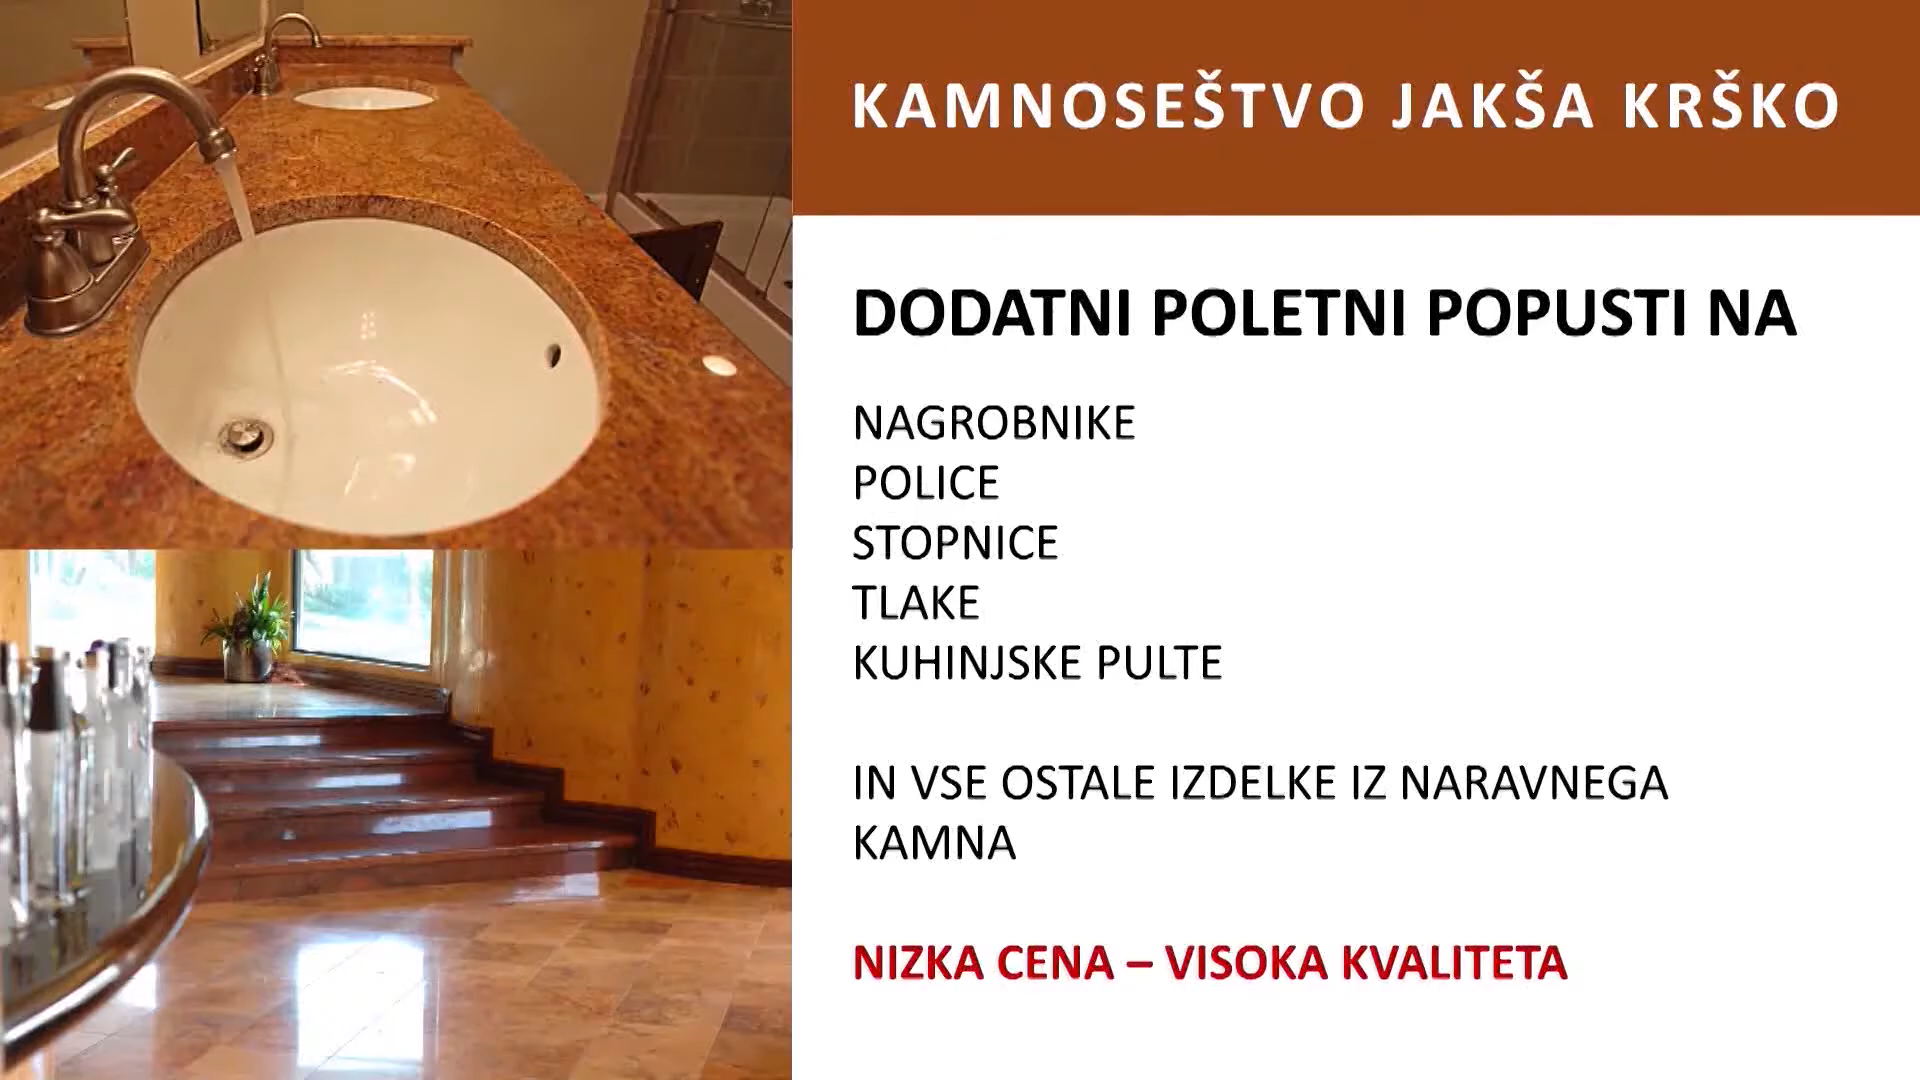 KAMNOSEŠTVO JAKŠA KRŠKO
DODATNI POLETNI POPUSTI NA
NAGROBNIKE
POLICE
STOPNICE
TLAKE
KUHINJSKE PULTE
IN VSE OSTALE IZDELKE IZ NARAVNEGA
KAMNA
NIZKA CENA – VISOKA KVALITETA